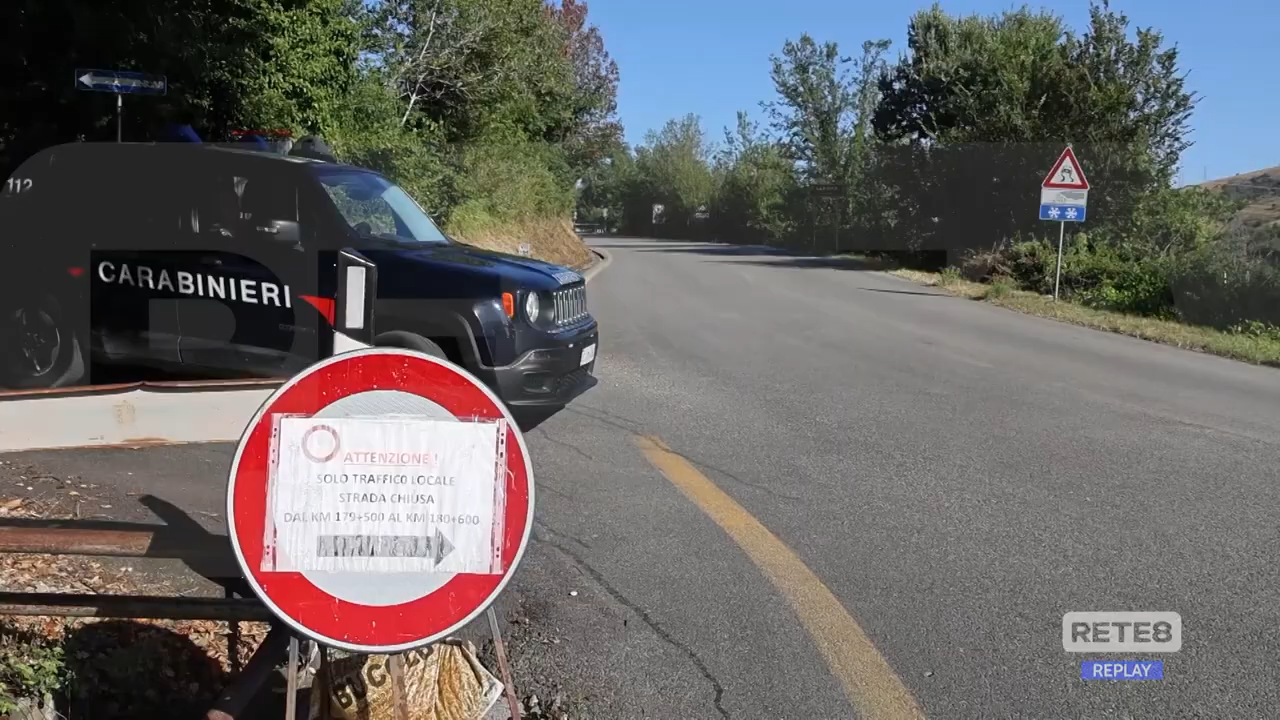 112
CARABINIERI
ATTENZIONE !
SOLO TRAFFICO LOCALE
STRADA CHIUSA
DAL KM 179+500 AL KM 180+600
RETE8
REPLAY